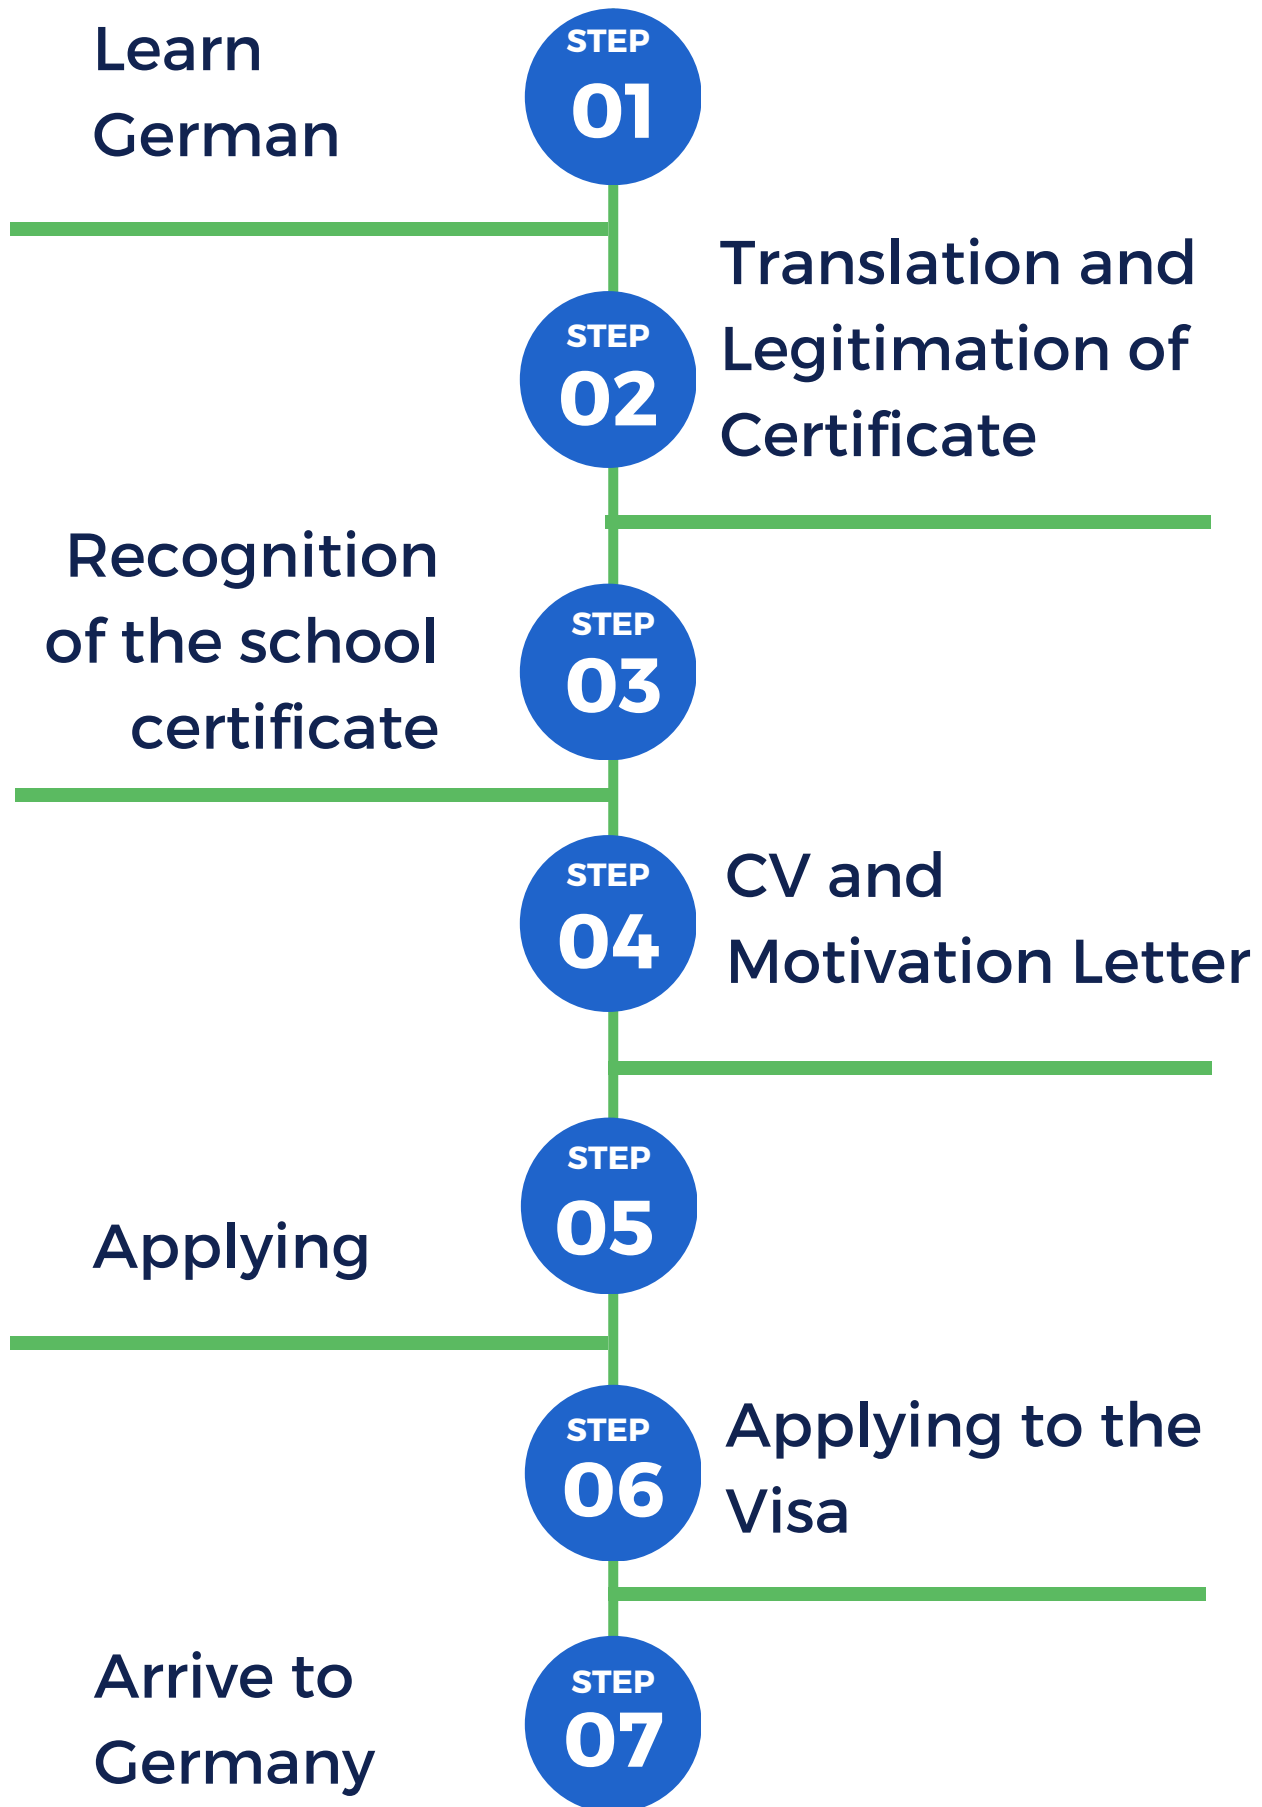 STEP
01
Learn
German
STEP
02
Translation and
Legitimation of
Certificate
STEP
03
Recognition
of the school
certificate
STEP
04
CV and
Motivation Letter
STEP
05
Applying
STEP
06
Applying to the
Visa
STEP
07
Arrive to
Germany